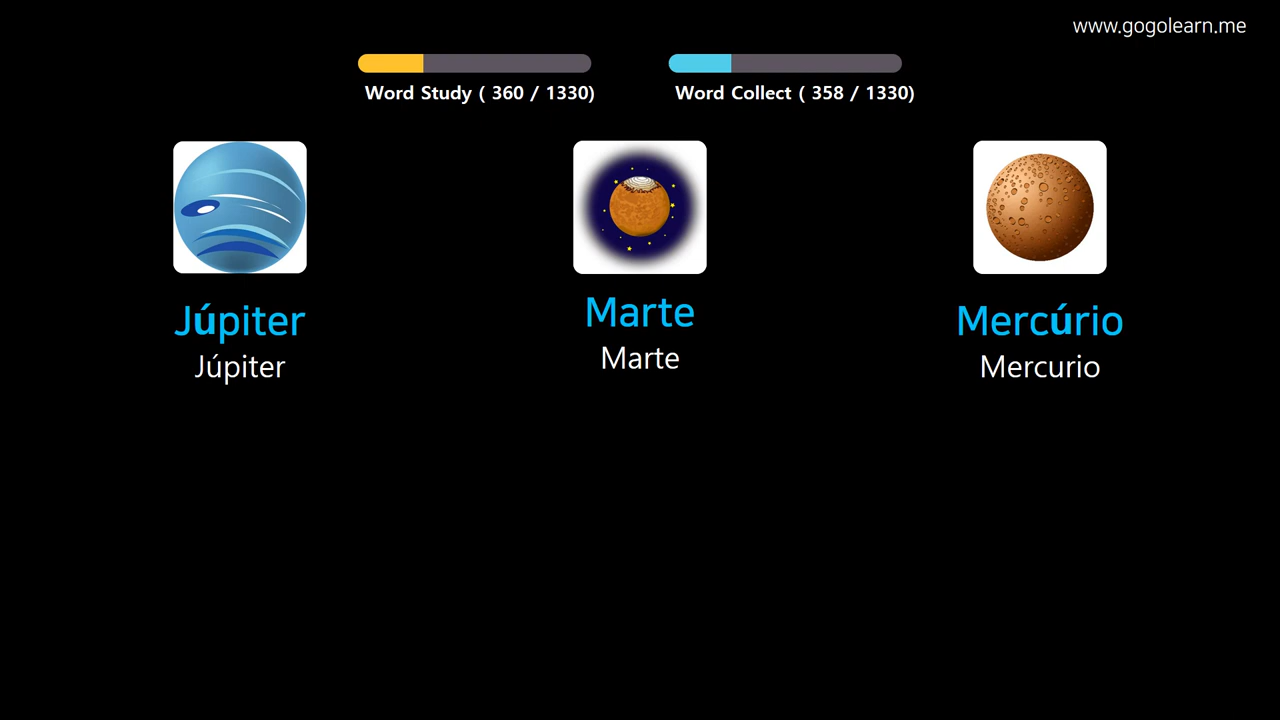 www.gogolearn.me
Word Study ( 360 / 1330)
Word Collect ( 358 / 1330)
Júpiter
Júpiter
Marte
Marte
Mercúrio
Mercurio